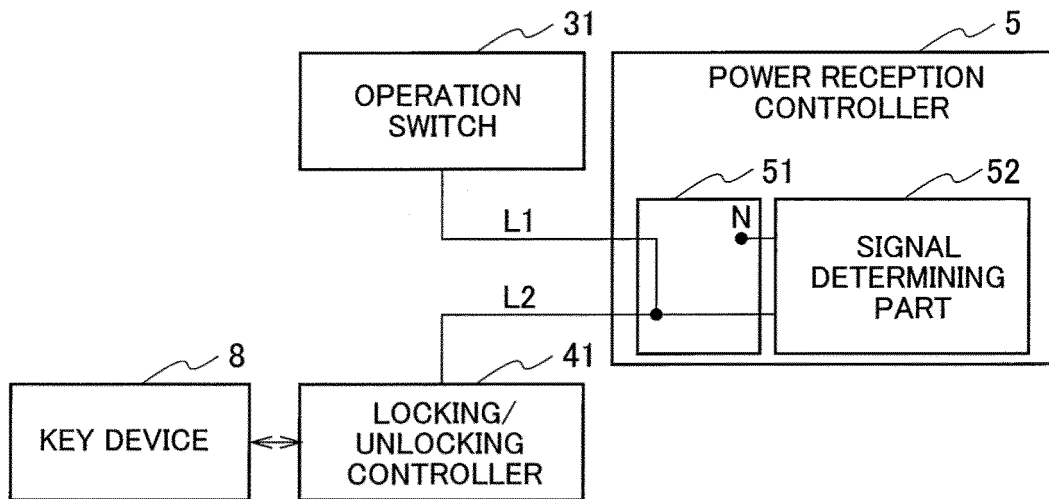 31
OPERATION
SWITCH
5
POWER RECEPTION
CONTROLLER
51
52
L1
N
SIGNAL
DETERMINING
PART
L2
8
41
KEY DEVICE
LOCKING/
UNLOCKING
CONTROLLER